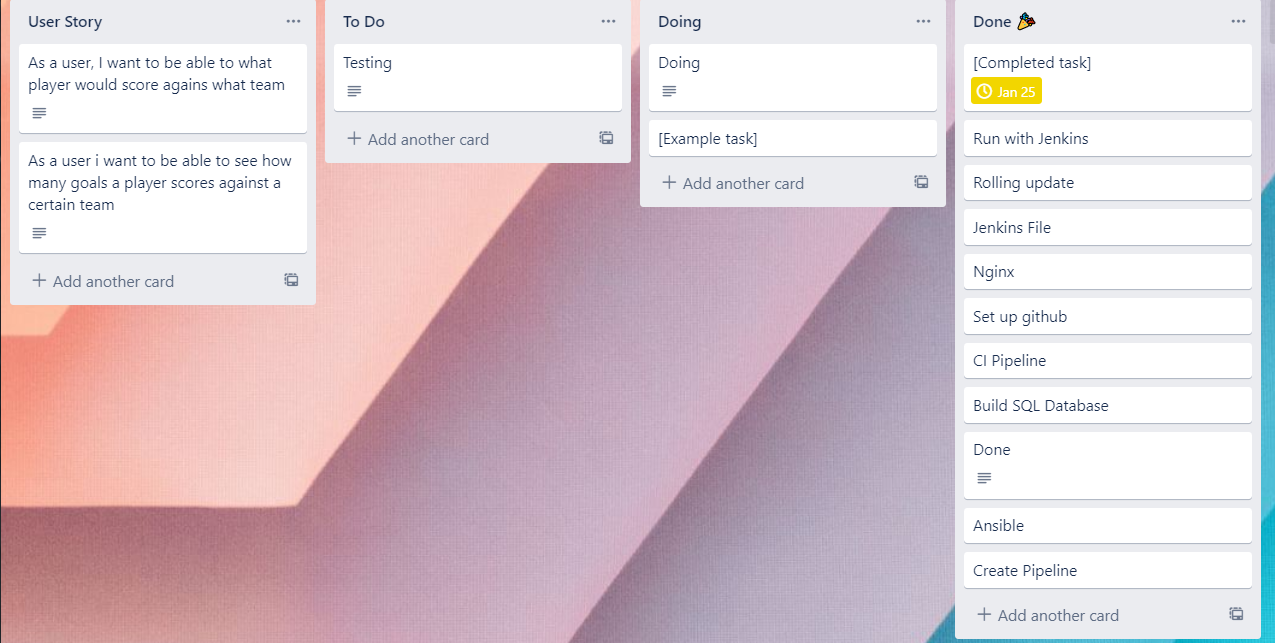 User Story
As a user, I want to be able to what
player would score agains what team
As a user i want to be able to see how
many goals a player scores against a
certain team
Add another card
To Do
Testing
Add another card
Doing
Doing
[Example task]
Add another card
Done 🎉
[Completed task]
Jan 25
Run with Jenkins
Rolling update
Jenkins File
Nginx
Set up github
CI Pipeline
Build SQL Database
Done
Ansible
Create Pipeline
Add another card